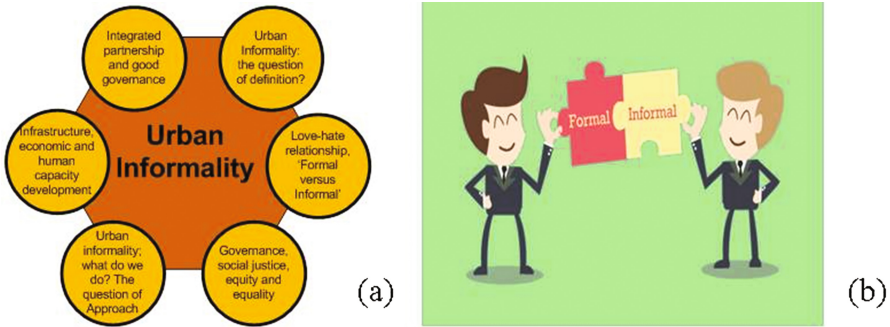 Integrated
partnership
and good
governance
Urban
Informality:
the question
of definition?
Infrastructure,
economic and
human
capacity
development
Urban
Informality
Love-hate
relationship,
'Formal
versus
Informal'
Urban
informality;
what do we
do? The
question of
Approach
Governance,
social justice,
equity and
equality
(a)
Formal
Informal
(b)